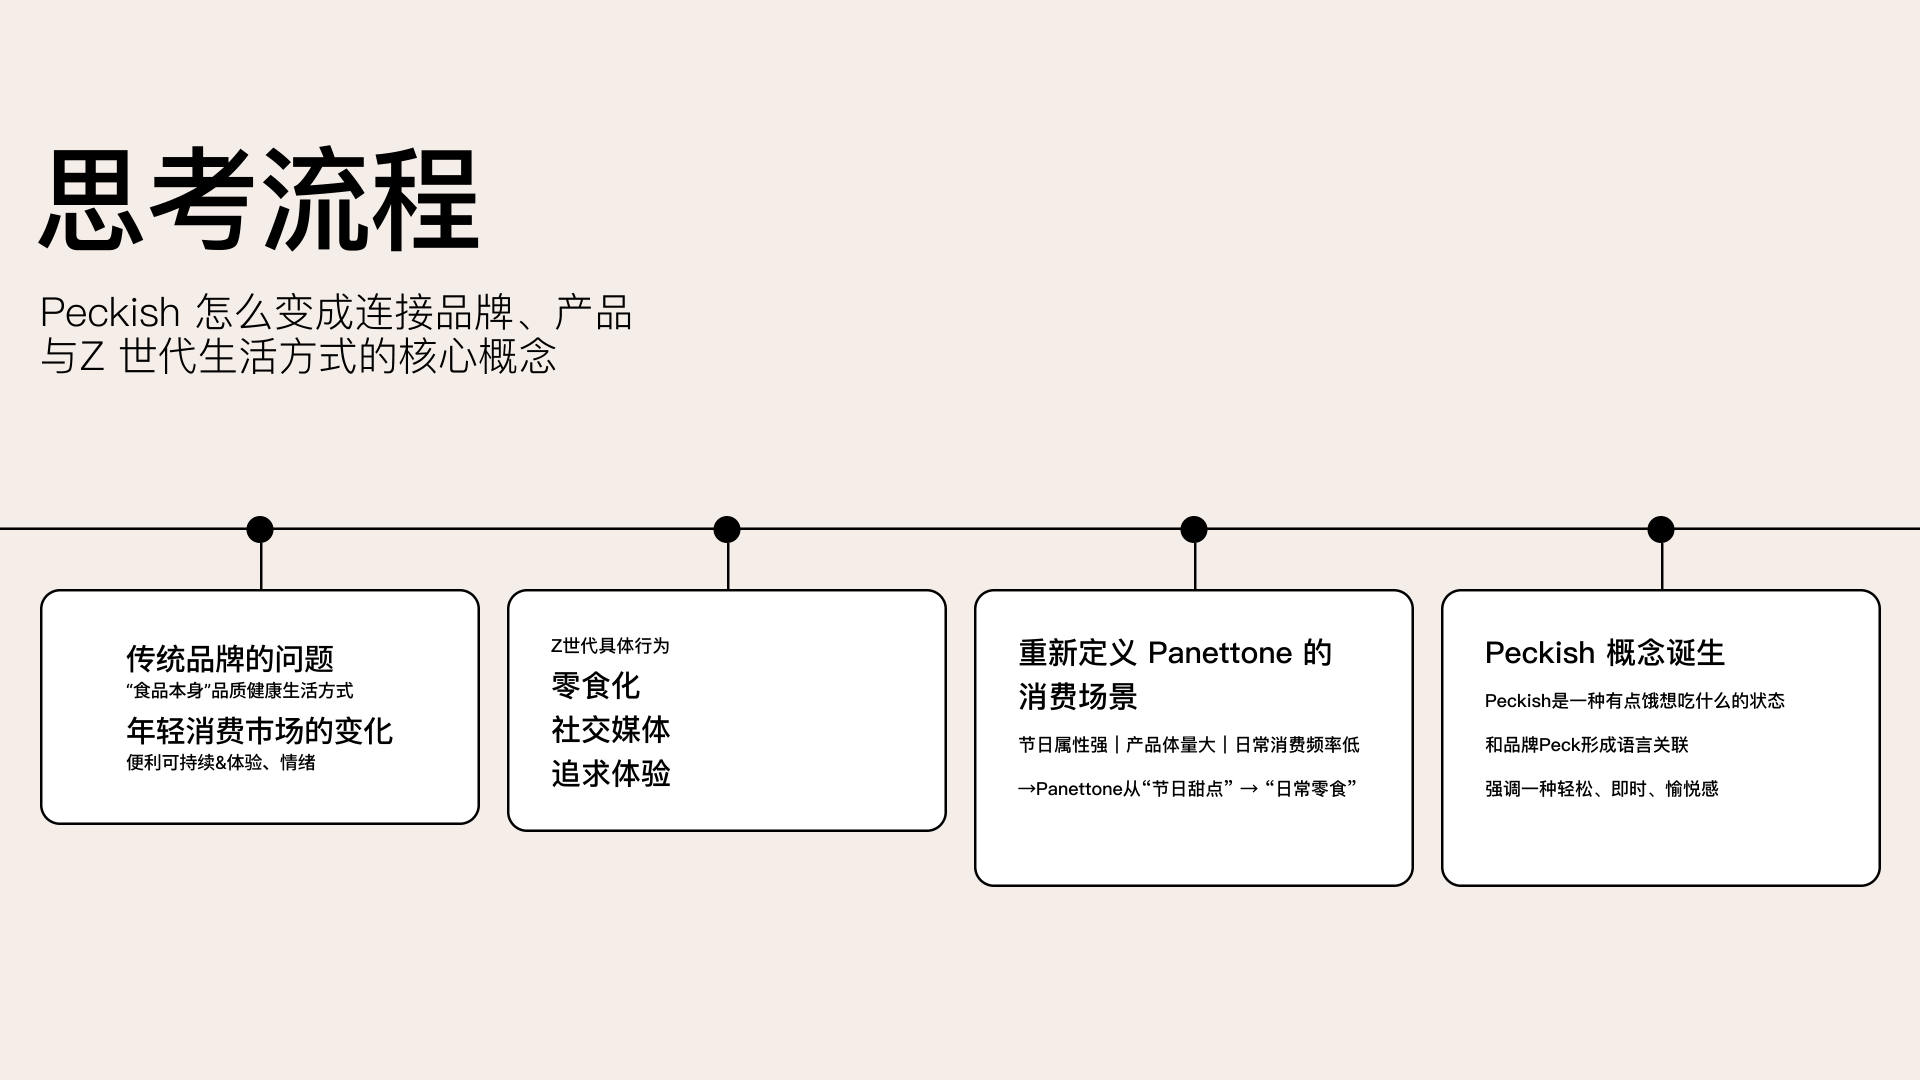 思考流程
Peckish 怎么变成连接品牌、产品
与Z 世代生活方式的核心概念
传统品牌的问题
“食品本身”品质健康生活方式
年轻消费市场的变化
便利可持续&体验、情绪
Z世代具体行为
零食化
社交媒体
追求体验
重新定义 Panettone 的
消费场景
节日属性强｜产品体量大｜日常消费频率低
→Panettone从“节日甜点” → “日常零食”
Peckish 概念诞生
Peckish是一种有点饿想吃什么的状态
和品牌Peck形成语言关联
强调一种轻松、即时、愉悦感